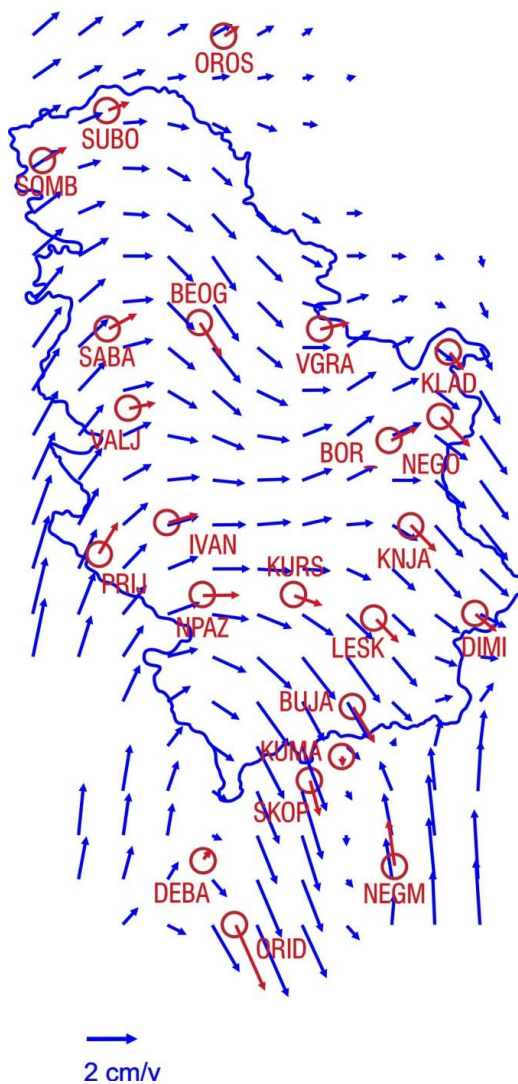 OROS
SUBO
SOMB
BEOG
SABA
VGRA
KLAD
VALJ
BOR_
NEGO
IVAN
KNJA
PRIJ
KURS
NPAZ
LESK
DIMI
BUJA
KUMA
SKOP
DEBA
NEGM
ORID
2 cm/y